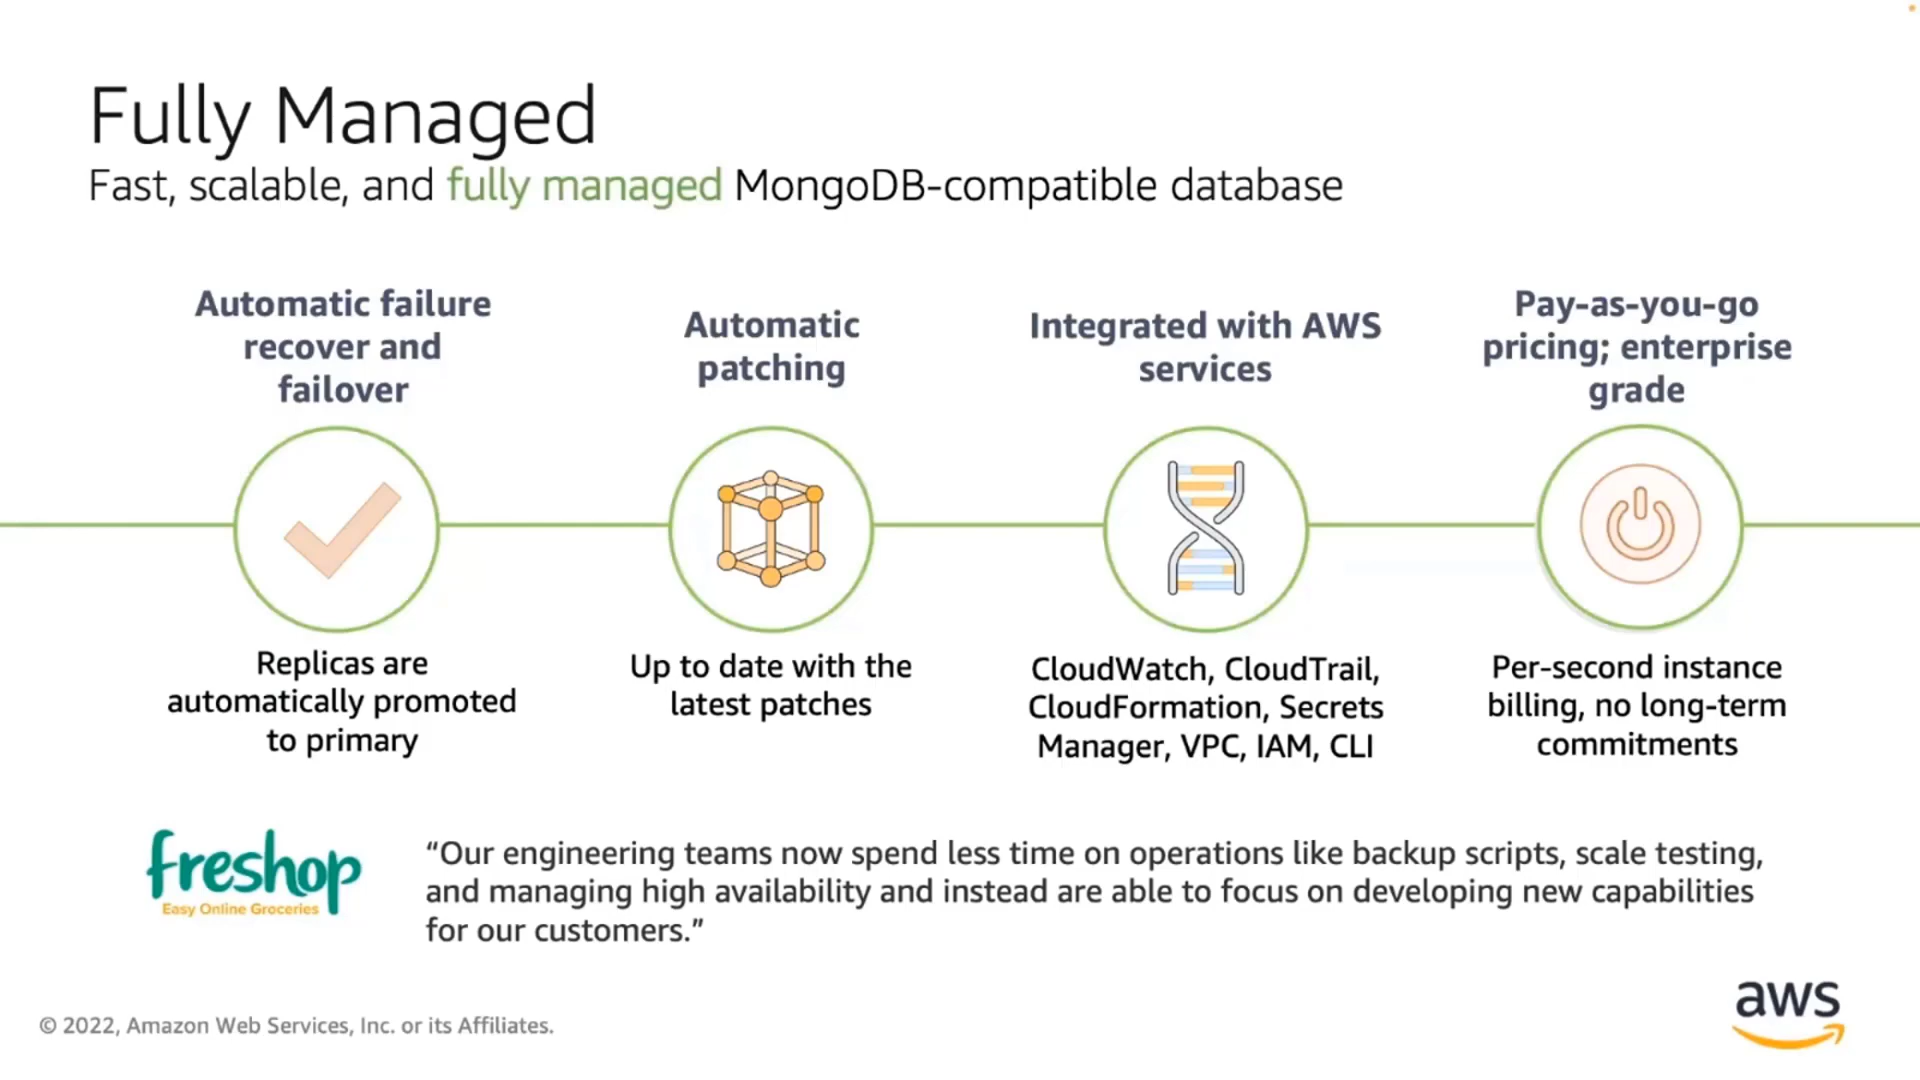 Fully Managed
Fast, scalable, and fully managed MongoDB-compatible database
Automatic failure
recover and
failover
Replicas are
automatically promoted
to primary
Automatic
patching
Up to date with the
latest patches
Integrated with AWS
services
CloudWatch, CloudTrail,
CloudFormation, Secrets
Manager, VPC, IAM, CLI
Pay-as-you-go
pricing; enterprise
grade
Per-second instance
billing, no long-term
commitments
freshop
Easy Online Groceries
“Our engineering teams now spend less time on operations like backup scripts, scale testing,
and managing high availability and instead are able to focus on developing new capabilities
for our customers.”
© 2022, Amazon Web Services, Inc. or its Affiliates.
aws